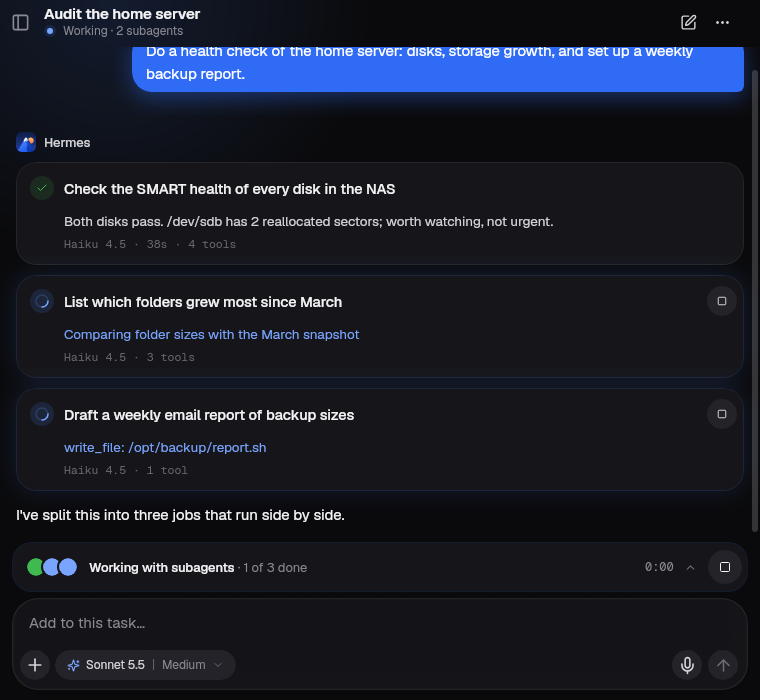 Audit the home server
Working · 2 subagents
Do a health check of the home server: disks, storage growth, and set up a weekly
backup report.
Hermes
Check the SMART health of every disk in the NAS
Both disks pass. /dev/sdb has 2 reallocated sectors; worth watching, not urgent.
Haiku 4.5 · 38s · 4 tools
List which folders grew most since March
Comparing folder sizes with the March snapshot
Haiku 4.5 · 3 tools
Draft a weekly email report of backup sizes
write_file: /opt/backup/report.sh
Haiku 4.5 · 1 tool
I've split this into three jobs that run side by side.
Working with subagents · 1 of 3 done 0:00
Add to this task...
Sonnet 5.5 | Medium